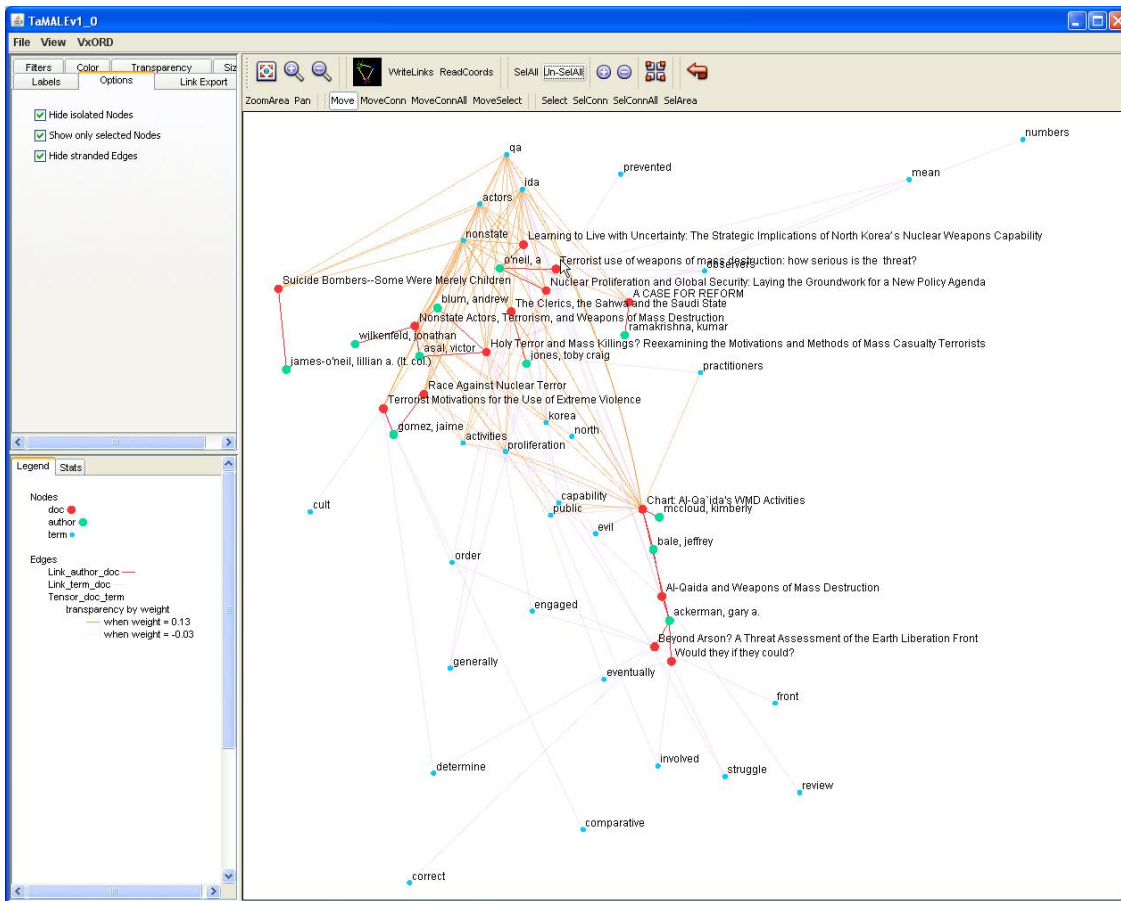 TaMALEv1_0
File View VxORD
Filters Color Transparency Siz
Labels Options Link Export
Hide isolated Nodes
Show only selected Nodes
Hide stranded Edges
WriteLinks ReadCoords SelAll Un-SelAll
ZoomArea Pan Move MoveConn MoveConnAll MoveSelect Select SelConn SelConnAll SelArea
Legend Stats
Nodes
doc
author
term
Edges
Link_author_doc
Link_term_doc
Tensor_doc_term
transparency by weight
when weight = 0.13
when weight = -0.03
numbers
qa
prevented
mean
ida
actors
nonstate
Learning to Live with Uncertainty: The Strategic Implications of North Korea's Nuclear Weapons Capability
o'neil, a
Terrorist use of weapons of mass destruction: how serious is the threat?
observers
Suicide Bombers--Some Were Merely Children
Nuclear Proliferation and Global Security: Laying the Groundwork for a New Policy Agenda
A CASE FOR REFORM
blum, andrew
The Clerics, the Sahwa and the Saudi State
Nonstate Actors, Terrorism, and Weapons of Mass Destruction
ramakrishna, kumar
wilkenfeld, jonathan
asal, victor
Holy Terror and Mass Killings? Reexamining the Motivations and Methods of Mass Casualty Terrorists
james-o'neil, lillian a. (lt. col.)
jones, toby craig
practitioners
Race Against Nuclear Terror
Terrorist Motivations for the Use of Extreme Violence
korea
gomez, jaime
activities
north
proliferation
capability
Chart: Al-Qa`ida's WMD Activities
cult
public
mccloud, kimberly
evil
bale, jeffrey
order
Al-Qaida and Weapons of Mass Destruction
engaged
ackerman, gary a.
Beyond Arson? A Threat Assessment of the Earth Liberation Front
Would they if they could?
generally
eventually
front
determine
involved
struggle
review
comparative
correct